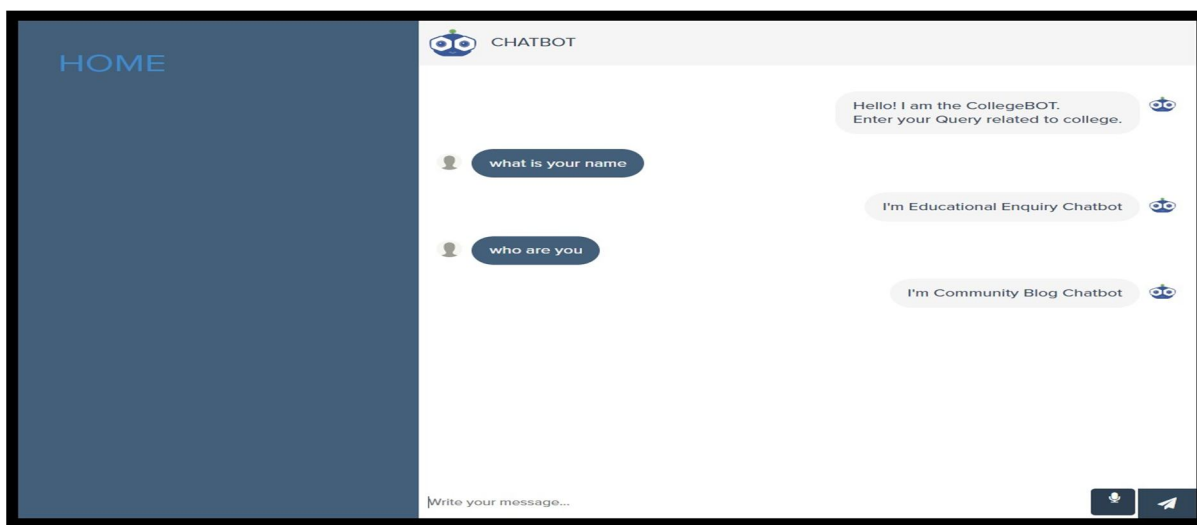 HOME
CHATBOT
Hello! I am the CollegeBOT.
Enter your Query related to college.
what is your name
I'm Educational Enquiry Chatbot
who are you
I'm Community Blog Chatbot
Write your message...